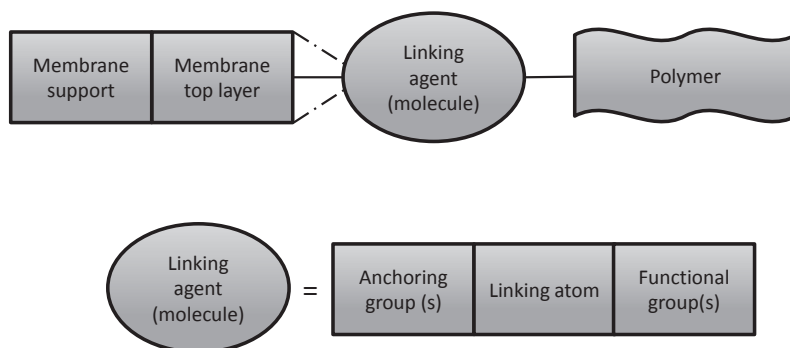 Membrane
support
Membrane
top layer
Linking
agent
(molecule)
Polymer
Linking
agent
(molecule)
=
Anchoring
group (s)
Linking atom
Functional
group(s)